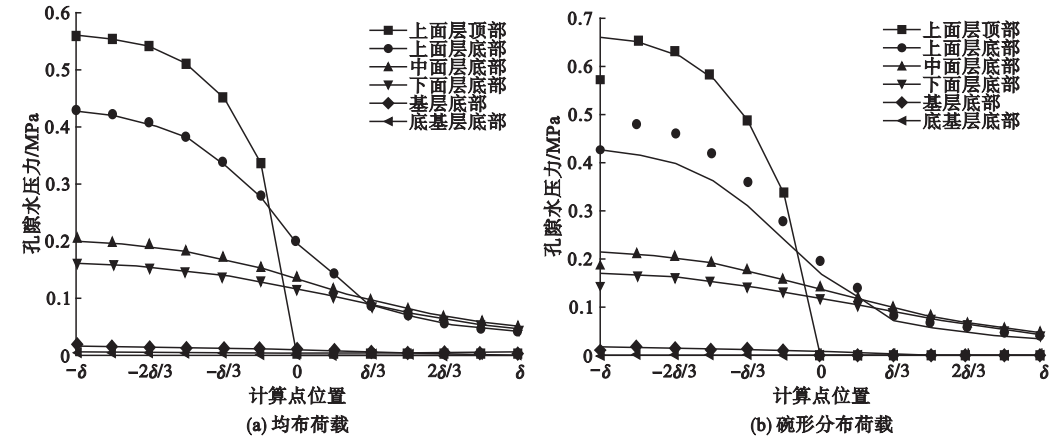 0.6
0.5
0.4
0.3
0.2
0.1
0
孔隙水压力/MPa
上面层顶部
上面层底部
中面层底部
下面层底部
基层底部
底基层底部
−δ −2δ/3 −δ/3 0 δ/3 2δ/3 δ
计算点位置
(a) 均布荷载
0.7
0.6
0.5
0.4
0.3
0.2
0.1
0
孔隙水压力/MPa
上面层顶部
上面层底部
中面层底部
下面层底部
基层底部
底基层底部
−δ −2δ/3 −δ/3 0 δ/3 2δ/3 δ
计算点位置
(b) 碗形分布荷载